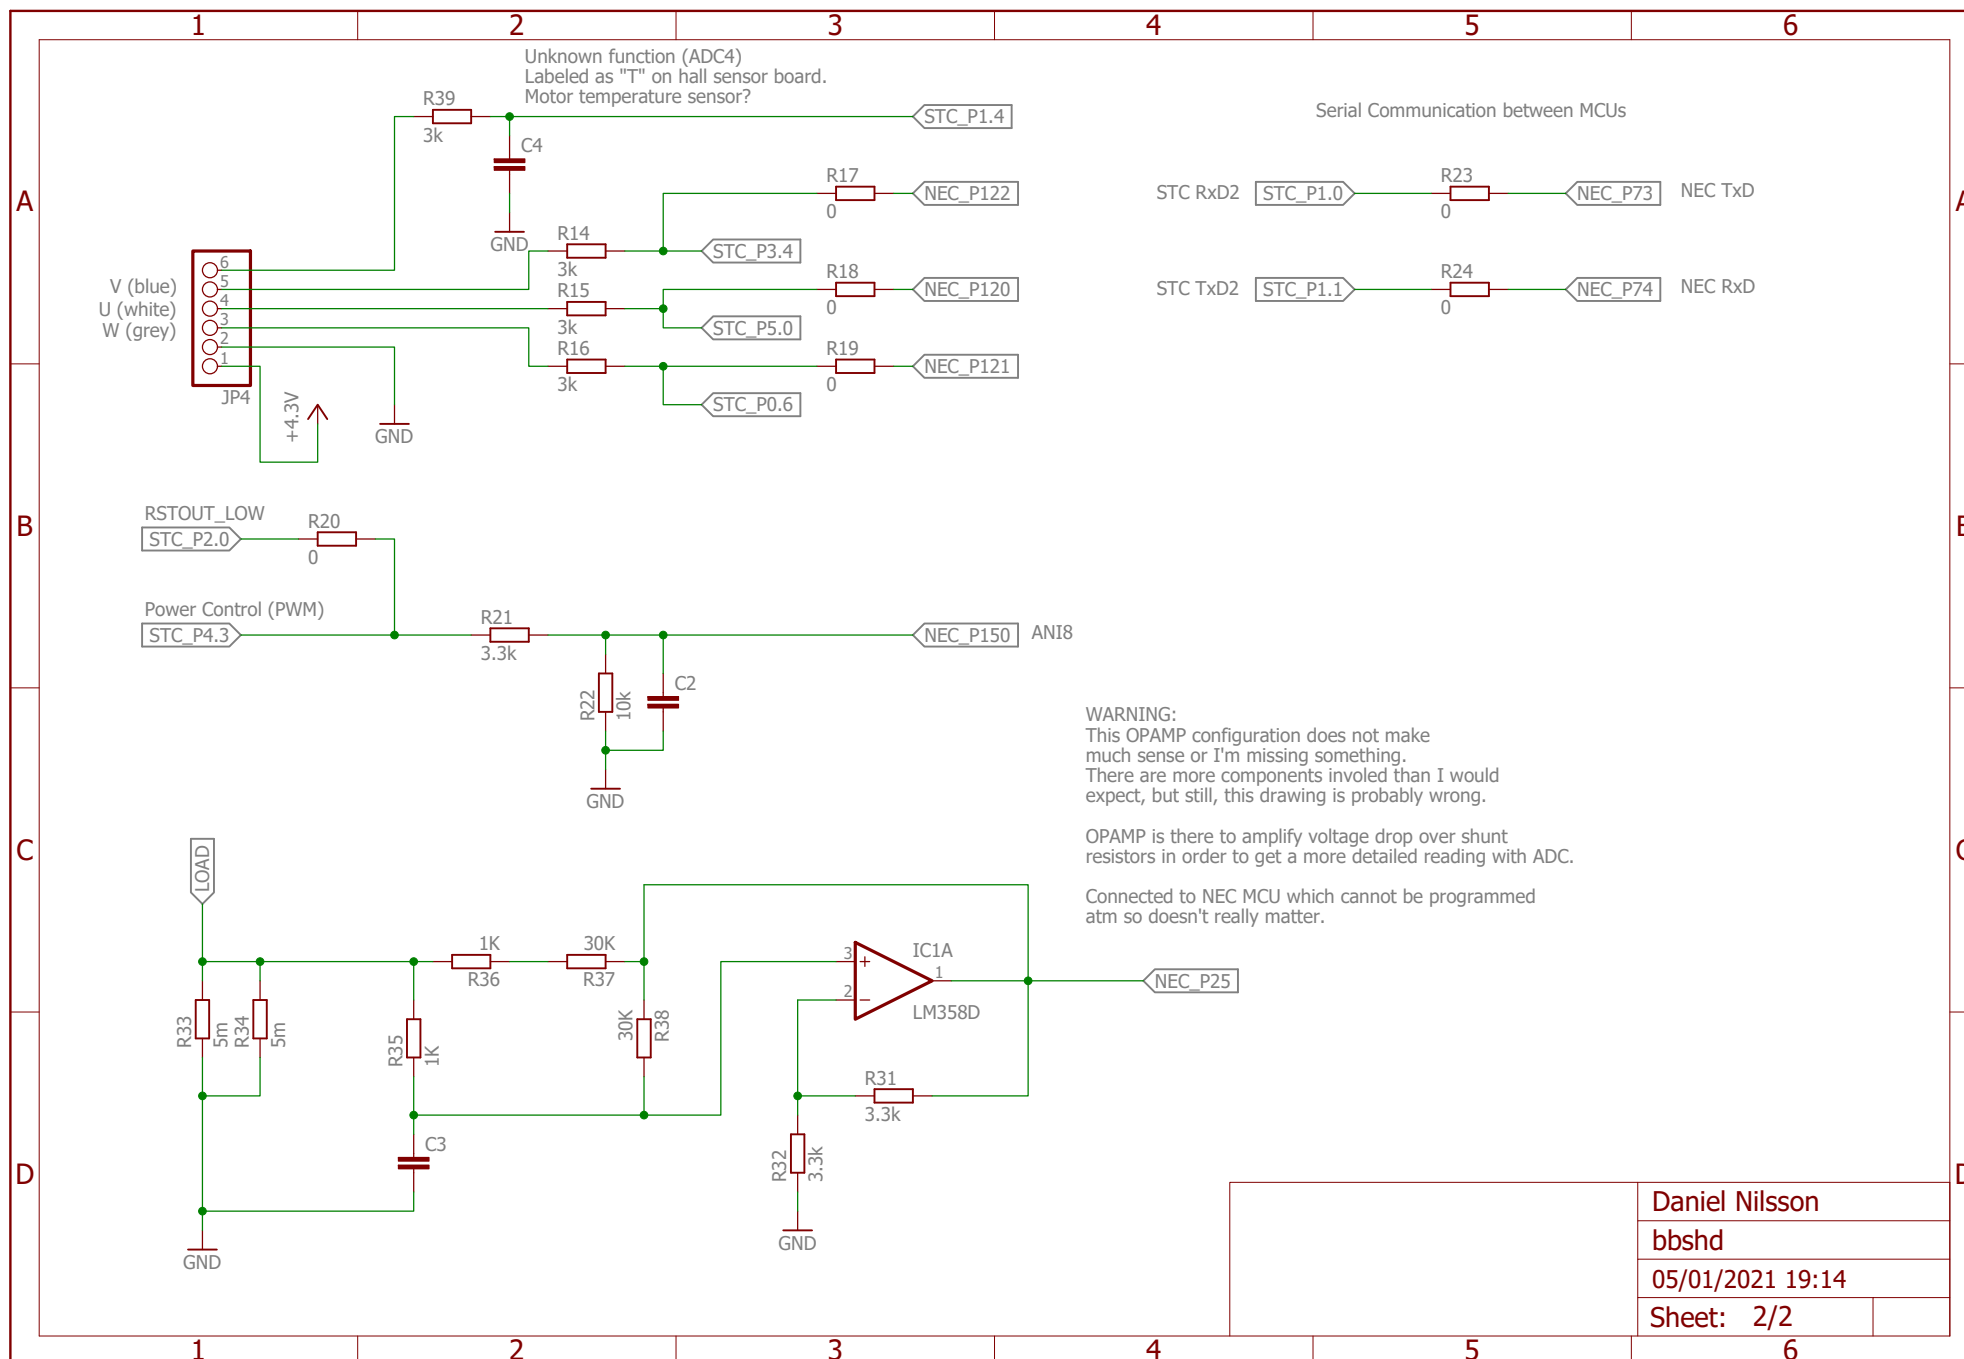 1 2 3 4 5 6
Unknown function (ADC4)
Labeled as "T" on hall sensor board.
Motor temperature sensor?
R39
3k
STC_P1.4
C4
GND
Serial Communication between MCUs
A
A
R17
0
NEC_P122
R14
3k
STC_P3.4
R18
0
NEC_P120
R15
3k
STC_P5.0
R19
0
NEC_P121
R16
3k
STC_P0.6
STC RxD2
STC_P1.0
R23
0
NEC_P73
NEC TxD
STC TxD2
STC_P1.1
R24
0
NEC_P74
NEC RxD
V (blue)
U (white)
W (grey)
6
5
4
3
2
1
JP4
+4.3V
GND
B
B
RSTOUT_LOW
STC_P2.0
R20
0
Power Control (PWM)
STC_P4.3
R21
3.3k
NEC_P150
ANI8
R22
10k
C2
GND
WARNING:
This OPAMP configuration does not make
much sense or I'm missing something.
There are more components involed than I would
expect, but still, this drawing is probably wrong.
OPAMP is there to amplify voltage drop over shunt
resistors in order to get a more detailed reading with ADC.
Connected to NEC MCU which cannot be programmed
atm so doesn't really matter.
C
C
LOAD
1K
R36
30K
R37
3
+
2
−
1
IC1A
LM358D
NEC_P25
R33
5m
R34
5m
R35
1K
30K
R38
R31
3.3k
C3
R32
3.3k
GND
GND
D
D
Daniel Nilsson
bbshd
05/01/2021 19:14
Sheet: 2/2
1 2 3 4 5 6